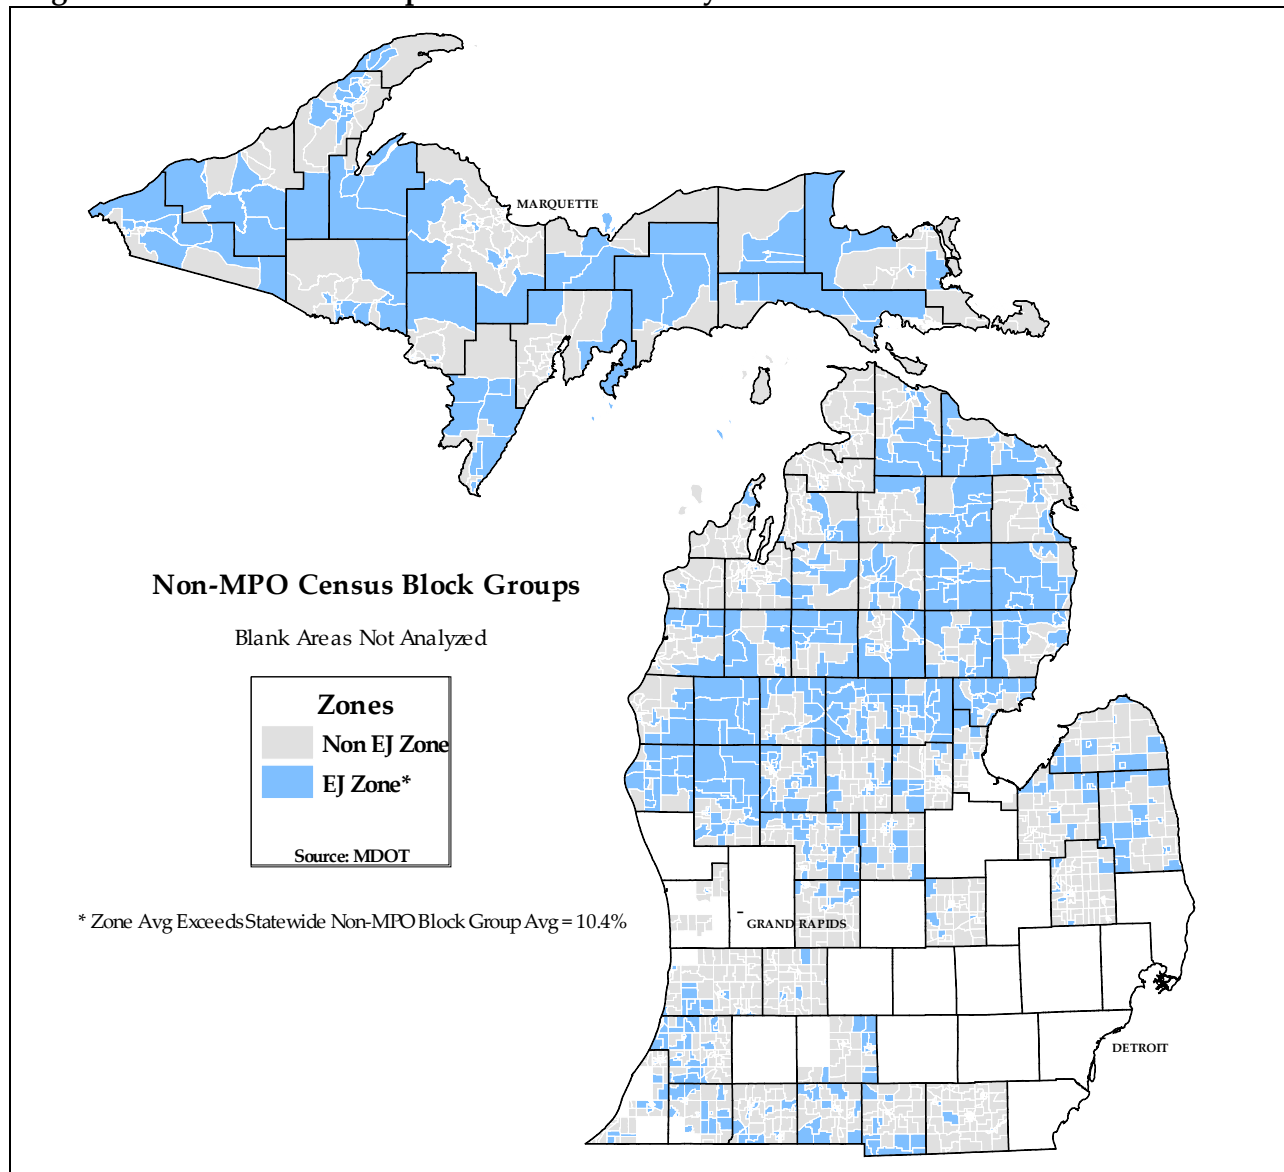 MARQUETTE
Non-MPO Census Block Groups
Blank Areas Not Analyzed
Zones
Non EJ Zone
EJ Zone*
Source: MDOT
* Zone Avg Exceeds Statewide Non-MPO Block Group Avg = 10.4%
GRAND RAPIDS
DETROIT